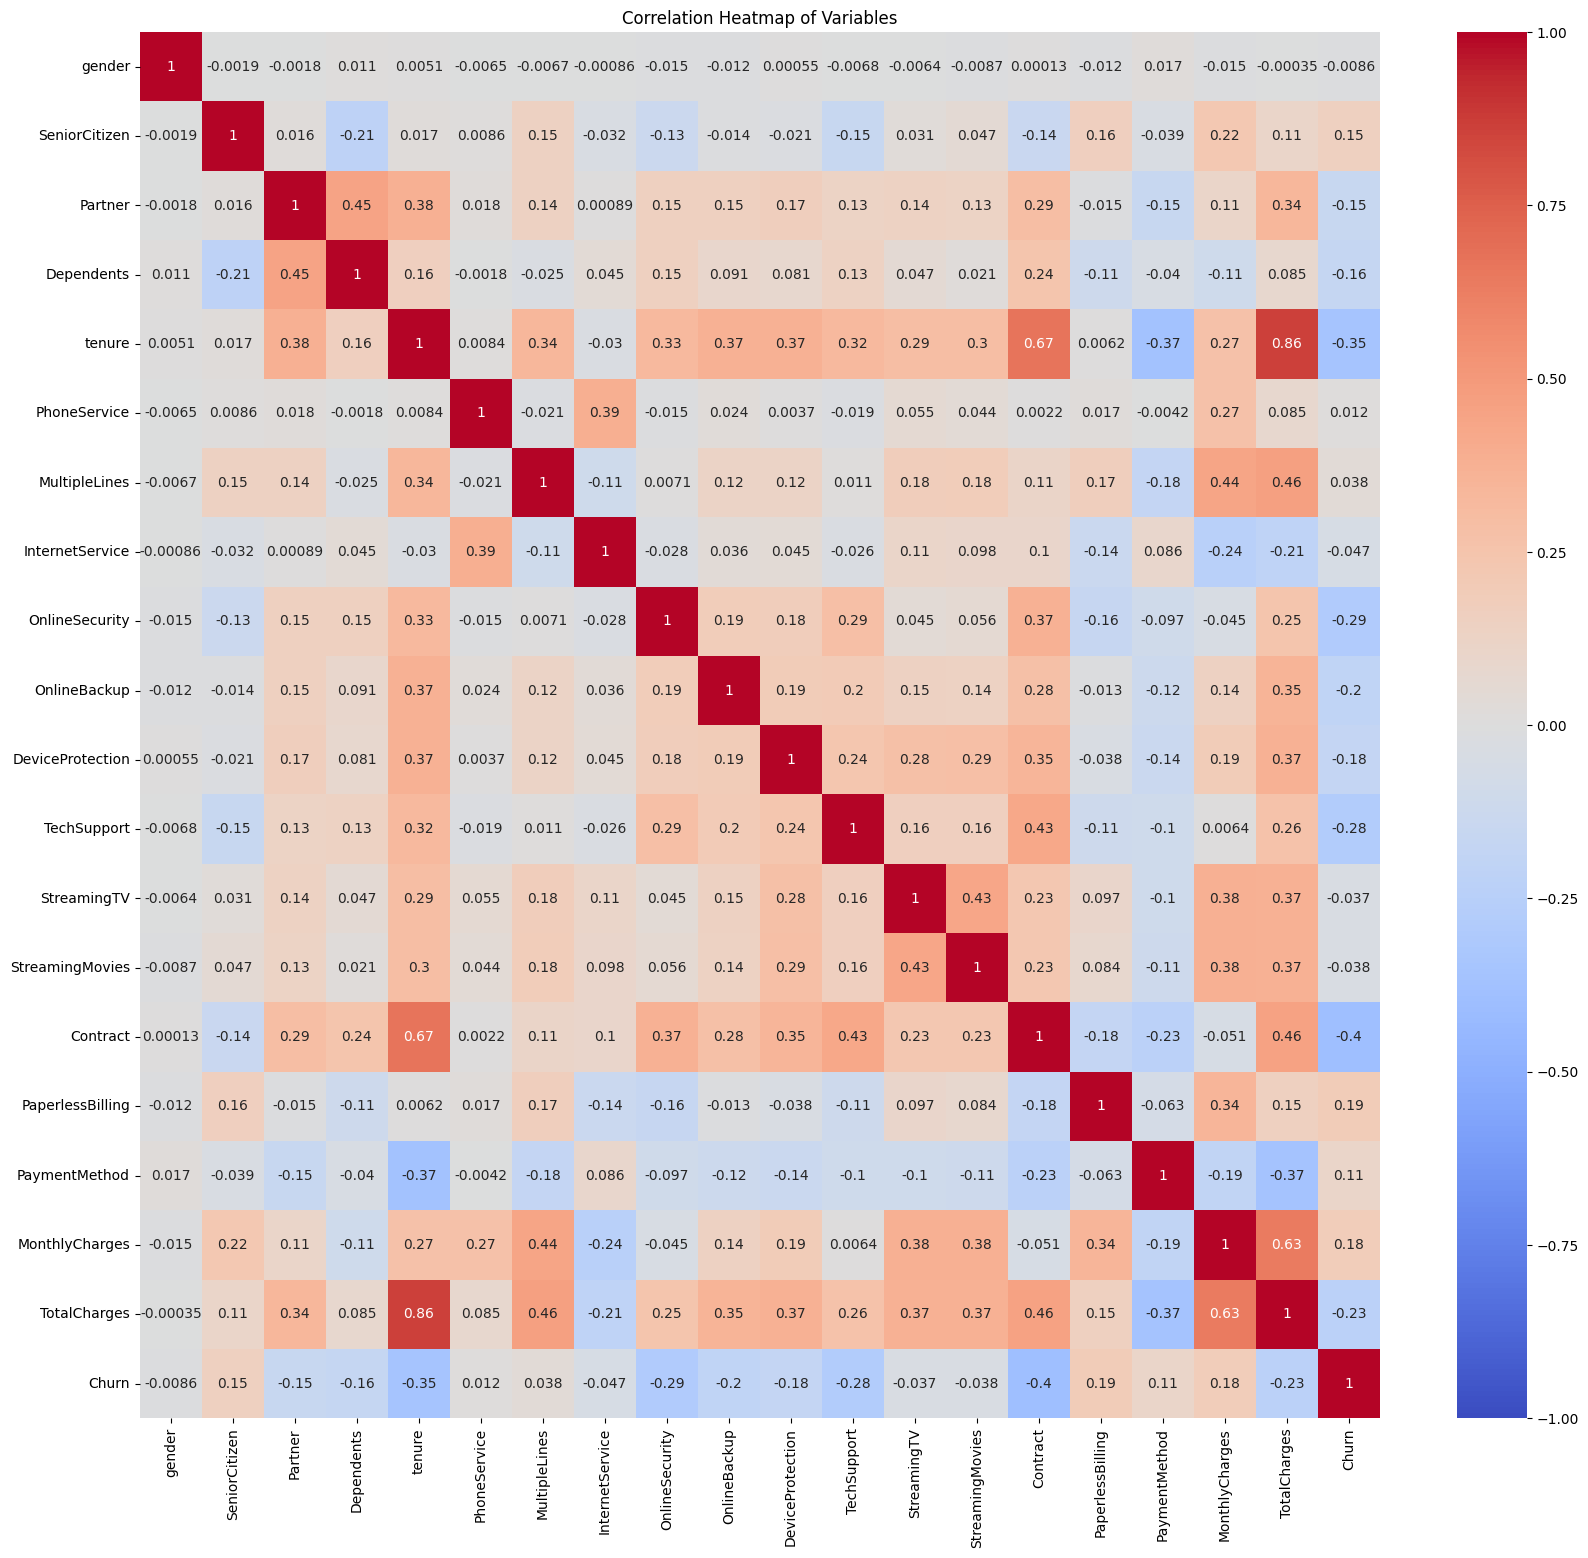 Correlation Heatmap of Variables
gender 1 -0.0019 -0.0018 0.011 0.0051 -0.0065 -0.0067 -0.00086 -0.015 -0.012 0.00055 -0.0068 -0.0064 -0.0087 0.00013 -0.012 0.017 -0.015 -0.00035 -0.0086
SeniorCitizen -0.0019 1 0.016 -0.21 0.017 0.0086 0.15 -0.032 -0.13 -0.014 -0.021 -0.15 0.031 0.047 -0.14 0.16 -0.039 0.22 0.11 0.15
Partner -0.0018 0.016 1 0.45 0.38 0.018 0.14 0.00089 0.15 0.15 0.17 0.13 0.14 0.13 0.29 -0.015 -0.15 0.11 0.34 -0.15
Dependents 0.011 -0.21 0.45 1 0.16 -0.0018 -0.025 0.045 0.15 0.091 0.081 0.13 0.047 0.021 0.24 -0.11 -0.04 -0.11 0.085 -0.16
tenure 0.0051 0.017 0.38 0.16 1 0.0084 0.34 -0.03 0.33 0.37 0.37 0.32 0.29 0.3 0.67 0.0062 -0.37 0.27 0.86 -0.35
PhoneService -0.0065 0.0086 0.018 -0.0018 0.0084 1 -0.021 0.39 -0.015 0.024 0.0037 -0.019 0.055 0.044 0.0022 0.017 -0.0042 0.27 0.085 0.012
MultipleLines -0.0067 0.15 0.14 -0.025 0.34 -0.021 1 -0.11 0.0071 0.12 0.12 0.011 0.18 0.18 0.11 0.17 -0.18 0.44 0.46 0.038
InternetService -0.00086 -0.032 0.00089 0.045 -0.03 0.39 -0.11 1 -0.028 0.036 0.045 -0.026 0.11 0.098 0.1 -0.14 0.086 -0.24 -0.21 -0.047
OnlineSecurity -0.015 -0.13 0.15 0.15 0.33 -0.015 0.0071 -0.028 1 0.19 0.18 0.29 0.045 0.056 0.37 -0.16 -0.097 -0.045 0.25 -0.29
OnlineBackup -0.012 -0.014 0.15 0.091 0.37 0.024 0.12 0.036 0.19 1 0.19 0.2 0.15 0.14 0.28 -0.013 -0.12 0.14 0.35 -0.2
DeviceProtection 0.00055 -0.021 0.17 0.081 0.37 0.0037 0.12 0.045 0.18 0.19 1 0.24 0.28 0.29 0.35 -0.038 -0.14 0.19 0.37 -0.18
TechSupport -0.0068 -0.15 0.13 0.13 0.32 -0.019 0.011 -0.026 0.29 0.2 0.24 1 0.16 0.16 0.43 -0.11 -0.1 0.0064 0.26 -0.28
StreamingTV -0.0064 0.031 0.14 0.047 0.29 0.055 0.18 0.11 0.045 0.15 0.28 0.16 1 0.43 0.23 0.097 -0.1 0.38 0.37 -0.037
StreamingMovies -0.0087 0.047 0.13 0.021 0.3 0.044 0.18 0.098 0.056 0.14 0.29 0.16 0.43 1 0.23 0.084 -0.11 0.38 0.37 -0.038
Contract 0.00013 -0.14 0.29 0.24 0.67 0.0022 0.11 0.1 0.37 0.28 0.35 0.43 0.23 0.23 1 -0.18 -0.23 -0.051 0.46 -0.4
PaperlessBilling -0.012 0.16 -0.015 -0.11 0.0062 0.017 0.17 -0.14 -0.16 -0.013 -0.038 -0.11 0.097 0.084 -0.18 1 -0.063 0.34 0.15 0.19
PaymentMethod 0.017 -0.039 -0.15 -0.04 -0.37 -0.0042 -0.18 0.086 -0.097 -0.12 -0.14 -0.1 -0.1 -0.11 -0.23 -0.063 1 -0.19 -0.37 0.11
MonthlyCharges -0.015 0.22 0.11 -0.11 0.27 0.27 0.44 -0.24 -0.045 0.14 0.19 0.0064 0.38 0.38 -0.051 0.34 -0.19 1 0.63 0.18
TotalCharges -0.00035 0.11 0.34 0.085 0.86 0.085 0.46 -0.21 0.25 0.35 0.37 0.26 0.37 0.37 0.46 0.15 -0.37 0.63 1 -0.23
Churn -0.0086 0.15 -0.15 -0.16 -0.35 0.012 0.038 -0.047 -0.29 -0.2 -0.18 -0.28 -0.037 -0.038 -0.4 0.19 0.11 0.18 -0.23 1
gender SeniorCitizen Partner Dependents tenure PhoneService MultipleLines InternetService OnlineSecurity OnlineBackup DeviceProtection TechSupport StreamingTV StreamingMovies Contract PaperlessBilling PaymentMethod MonthlyCharges TotalCharges Churn
1.00
0.75
0.50
0.25
0.00
−0.25
−0.50
−0.75
−1.00